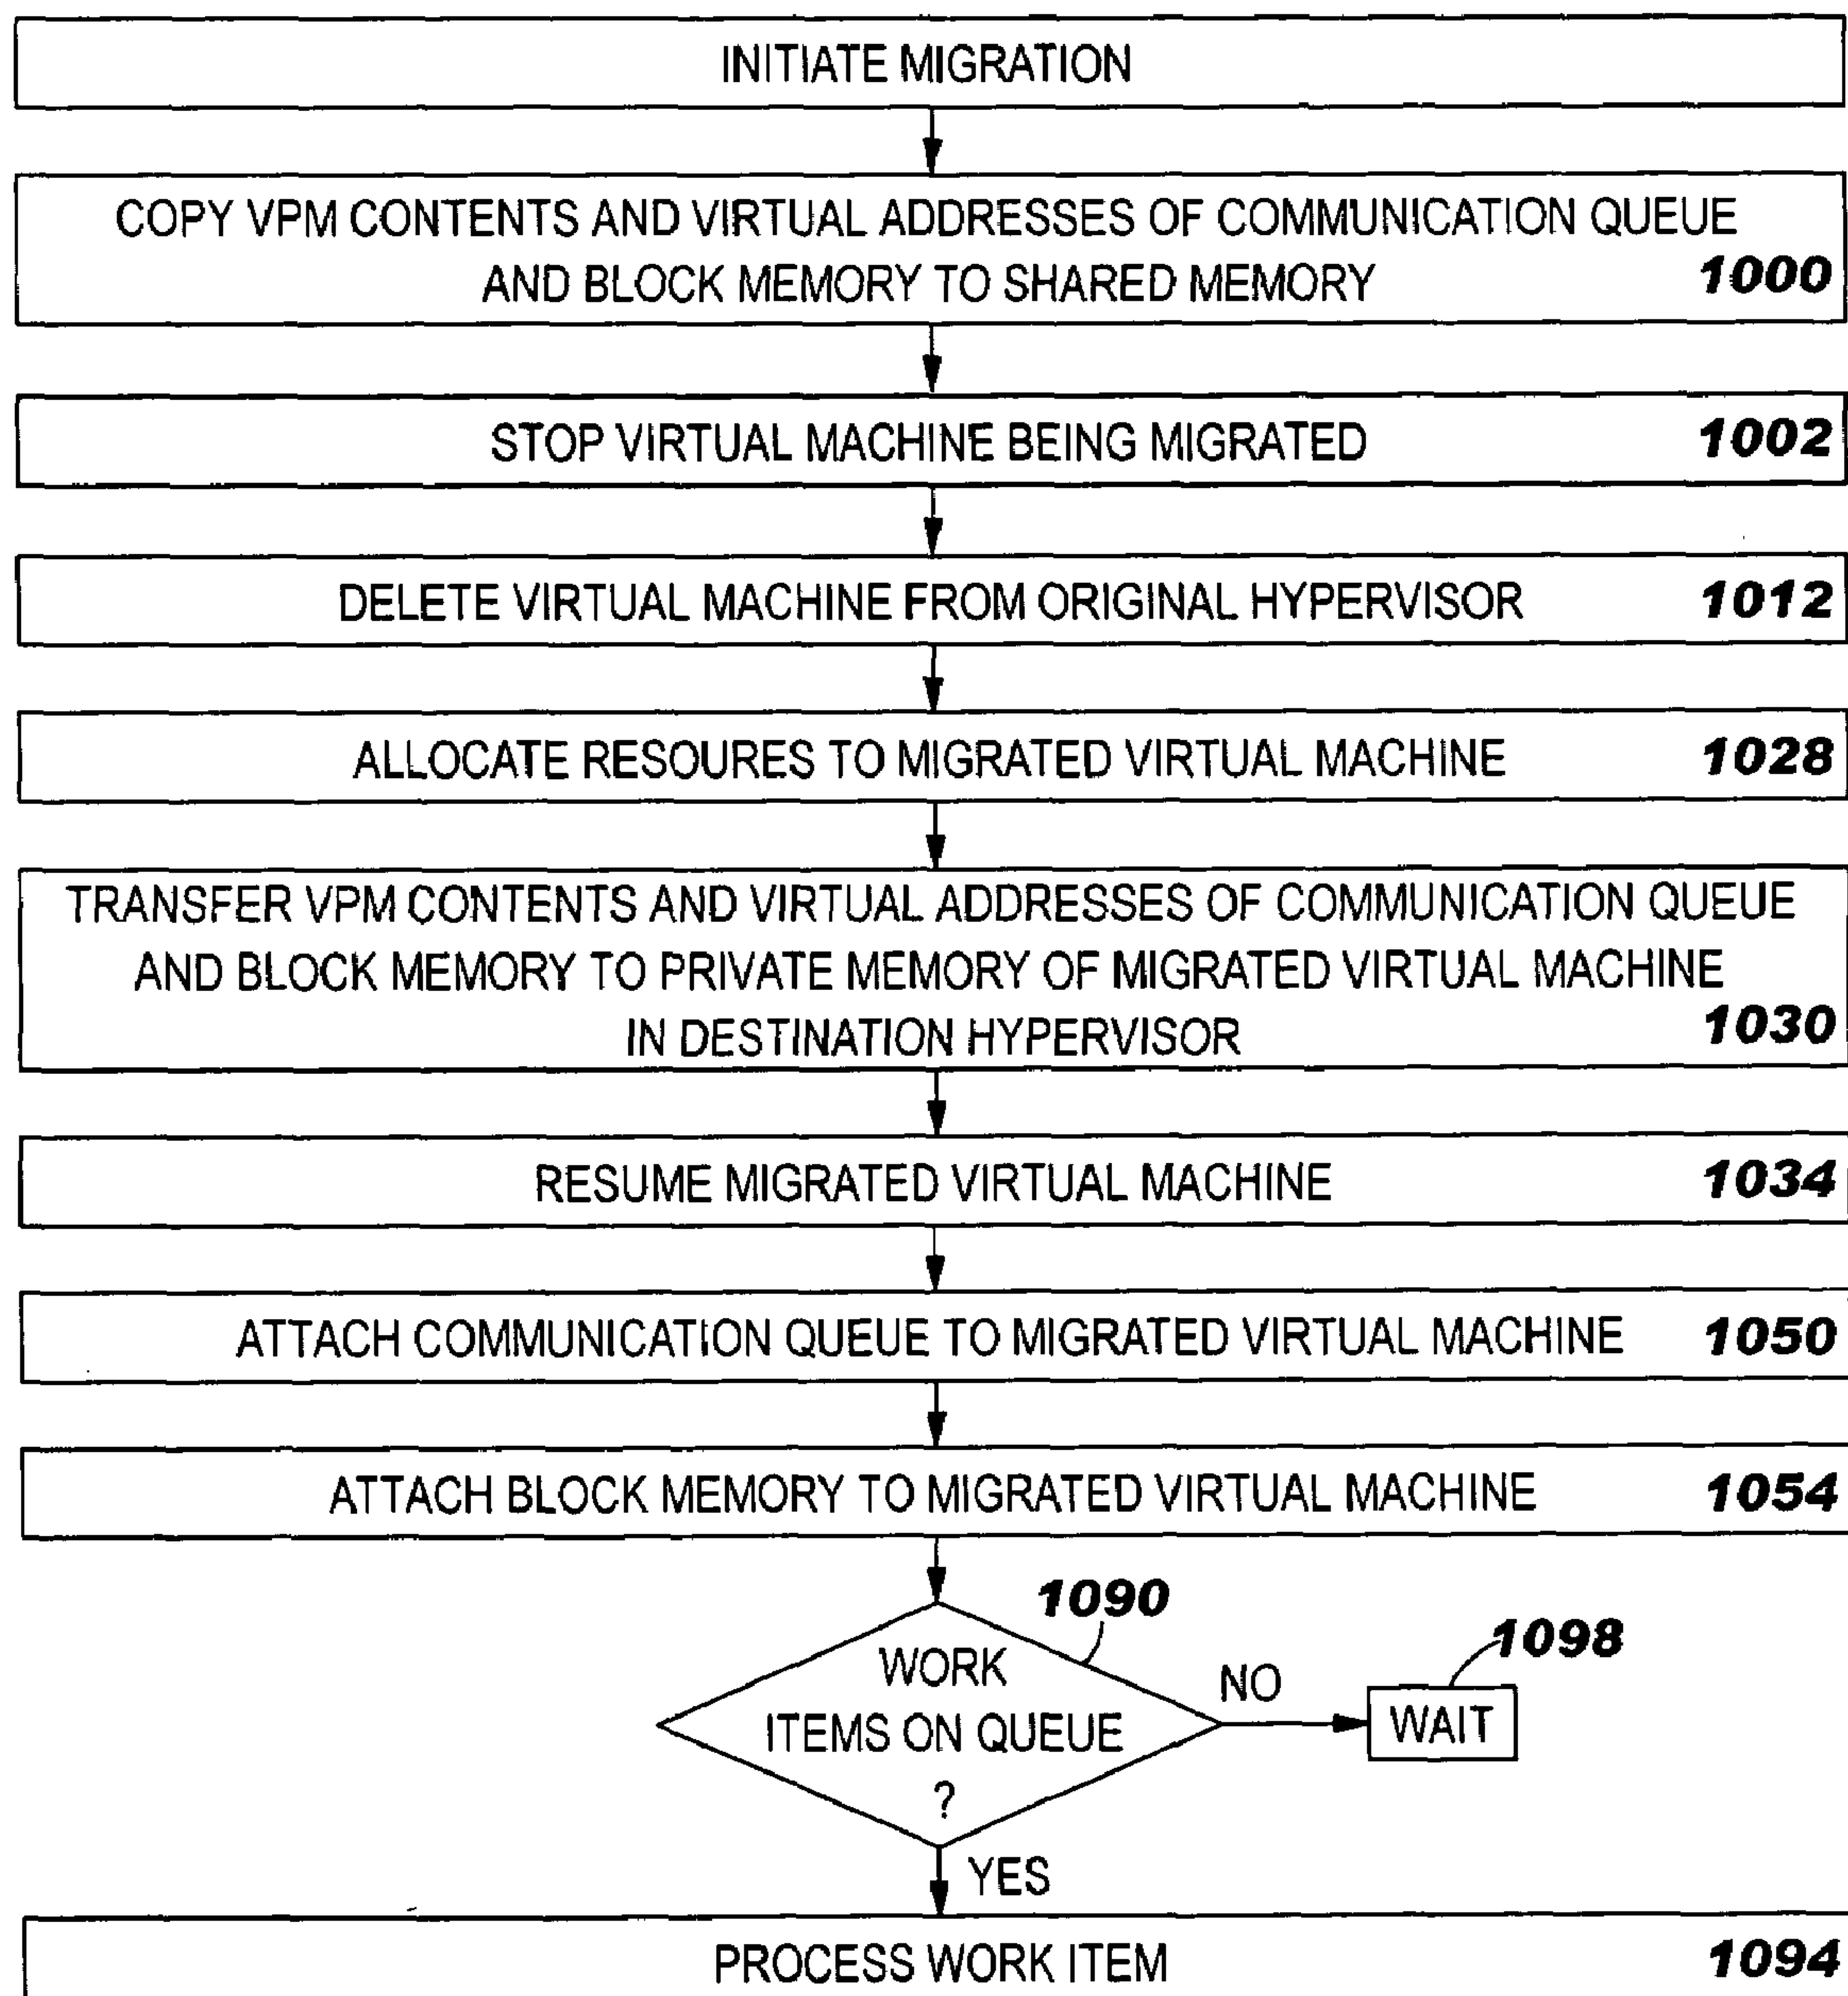 INITIATE MIGRATION
COPY VPM CONTENTS AND VIRTUAL ADDRESSES OF COMMUNICATION QUEUE
AND BLOCK MEMORY TO SHARED MEMORY 1000
STOP VIRTUAL MACHINE BEING MIGRATED 1002
DELETE VIRTUAL MACHINE FROM ORIGINAL HYPERVISOR 1012
ALLOCATE RESOURES TO MIGRATED VIRTUAL MACHINE 1028
TRANSFER VPM CONTENTS AND VIRTUAL ADDRESSES OF COMMUNICATION QUEUE
AND BLOCK MEMORY TO PRIVATE MEMORY OF MIGRATED VIRTUAL MACHINE
IN DESTINATION HYPERVISOR 1030
RESUME MIGRATED VIRTUAL MACHINE 1034
ATTACH COMMUNICATION QUEUE TO MIGRATED VIRTUAL MACHINE 1050
ATTACH BLOCK MEMORY TO MIGRATED VIRTUAL MACHINE 1054
1090
WORK
ITEMS ON QUEUE
?
NO
1098
WAIT
YES
PROCESS WORK ITEM 1094